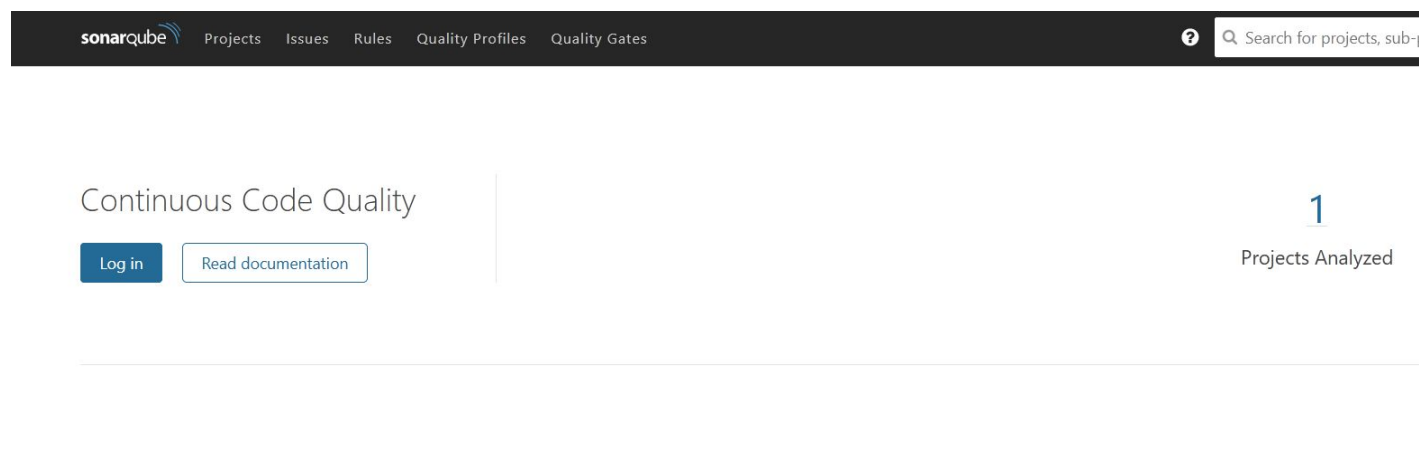 sonarqube Projects Issues Rules Quality Profiles Quality Gates ? Search for projects, sub-
Continuous Code Quality
Log in Read documentation
1
Projects Analyzed